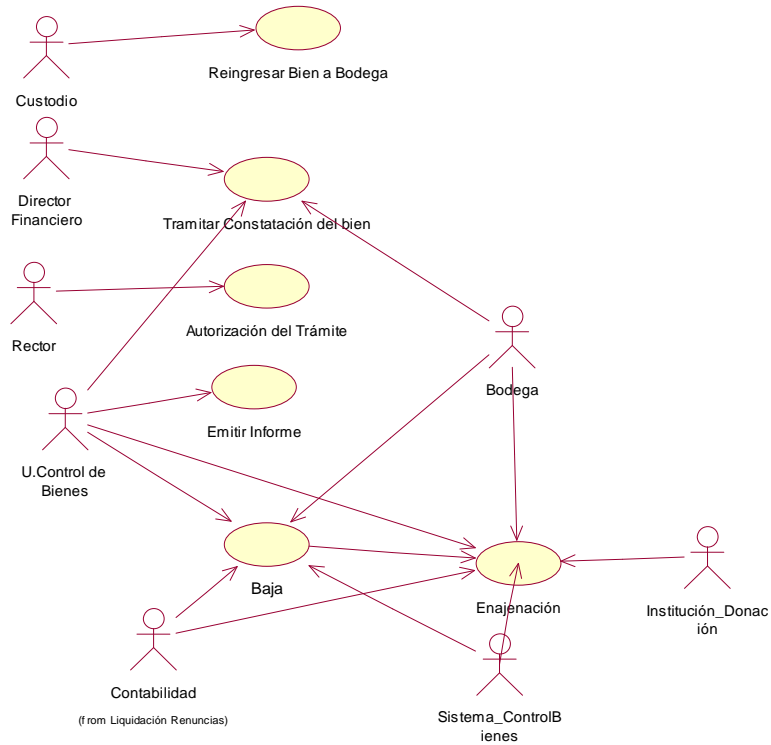 Reingresar Bien a Bodega
Custodio
Director
Financiero
Tramitar Constatación del bien
Rector
Autorización del Trámite
Bodega
Emitir Informe
U.Control de
Bienes
Baja
Enajenación
Institución_Donac
ión
Contabilidad
(from Liquidación Renuncias)
Sistema_ControlB
ienes